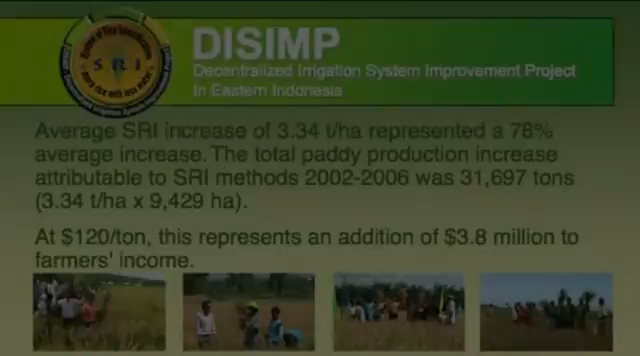 DISIMP
Decentralized Irrigation System Improvement Project
In Eastern Indonesia
SRI
Average SRI increase of 3.34 t/ha represented a 78%
average increase. The total paddy production increase
attributable to SRI methods 2002-2006 was 31,697 tons
(3.34 t/ha x 9,429 ha).
At $120/ton, this represents an addition of $3.8 million to
farmers' income.